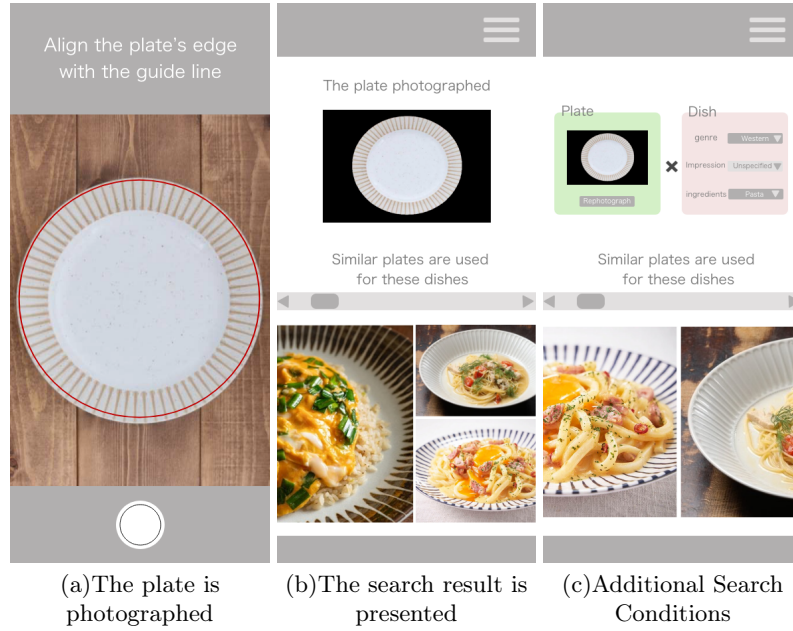 Align the plate's edge
with the guide line
The plate photographed
Similar plates are used
for these dishes
Plate
Rephotograph
×
Dish
genre Western
Impression Unspecified
ingredients Pasta
Similar plates are used
for these dishes
(a)The plate is
photographed
(b)The search result is
presented
(c)Additional Search
Conditions